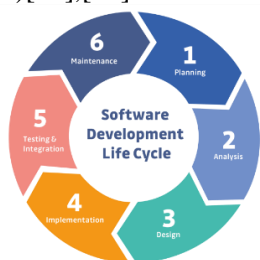 1
Planning
2
Analysis
3
Design
4
Implementation
5
Testing &
Integration
6
Maintenance
Software
Development
Life Cycle